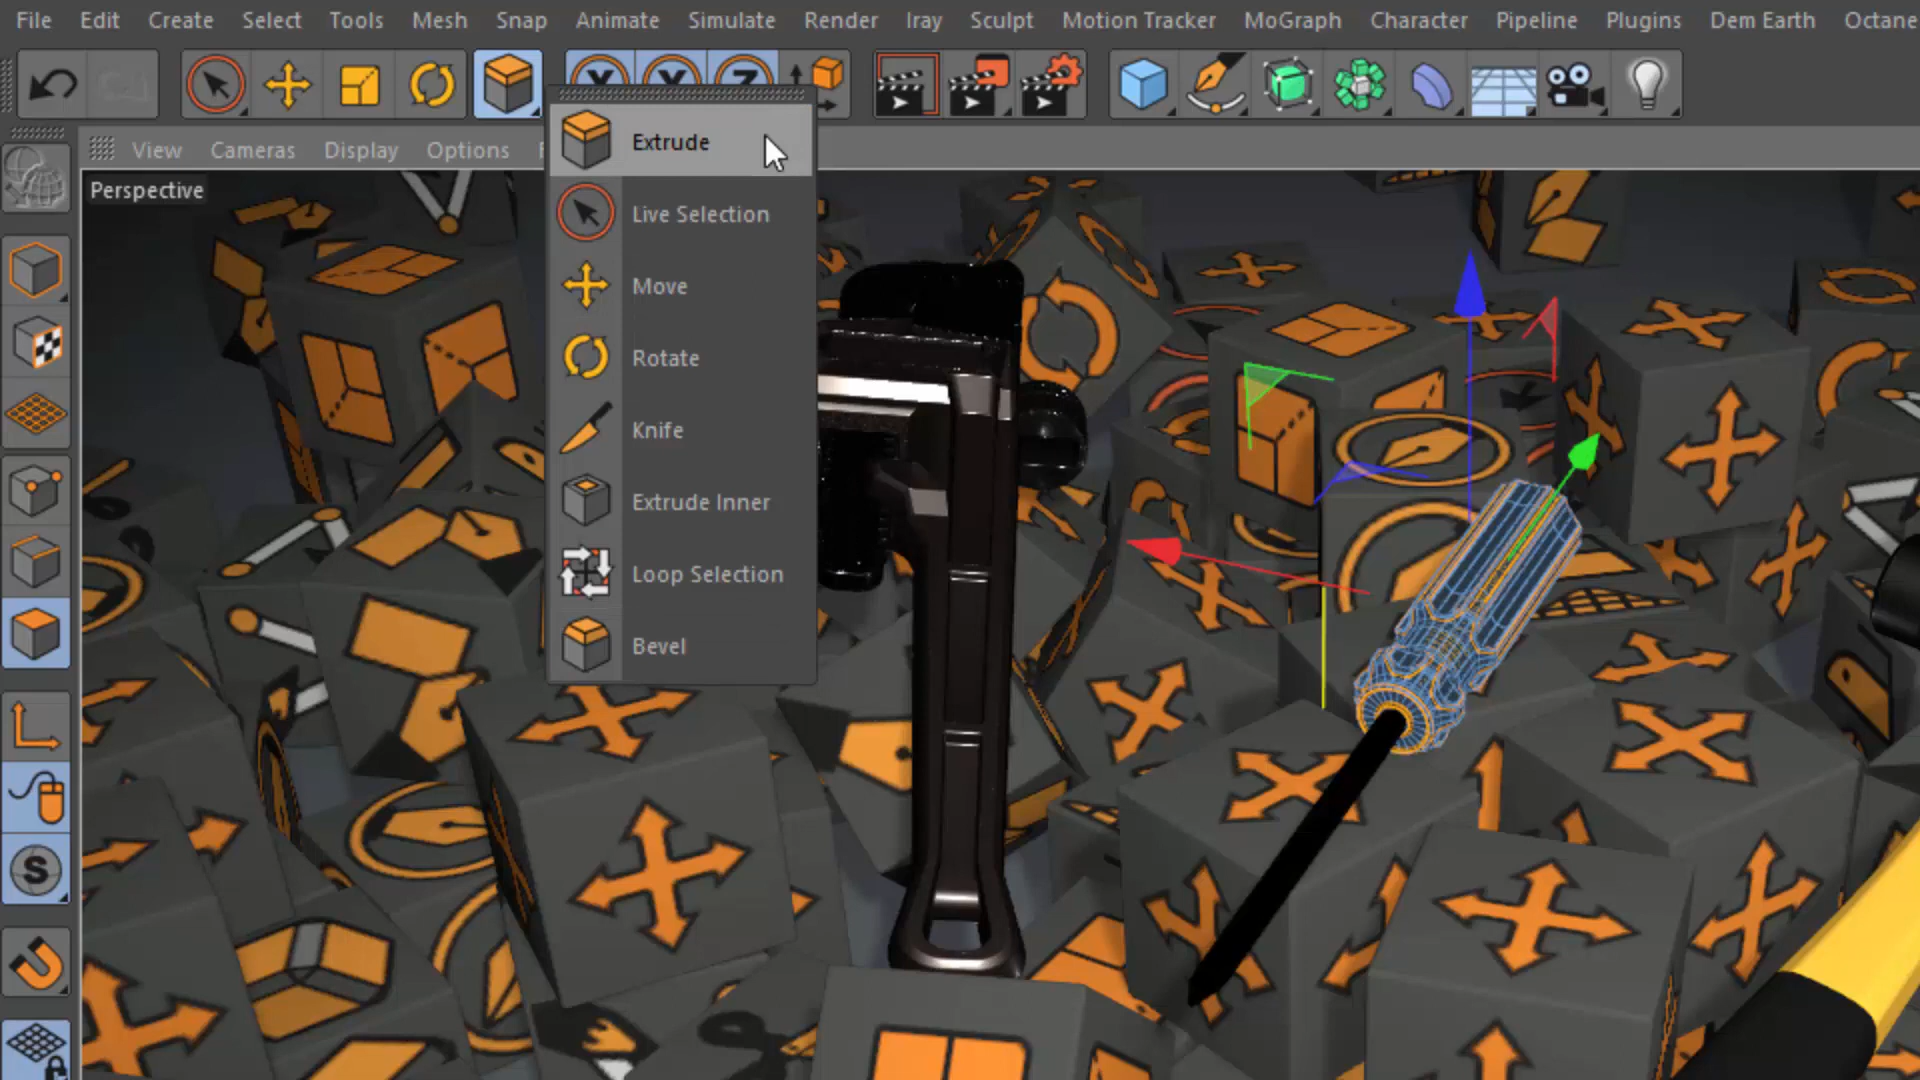 File Edit Create Select Tools Mesh Snap Animate Simulate Render Iray Sculpt Motion Tracker MoGraph Character Pipeline Plugins Dem Earth Octane
View Cameras Display Options
Perspective
Extrude
Live Selection
Move
Rotate
Knife
Extrude Inner
Loop Selection
Bevel
S